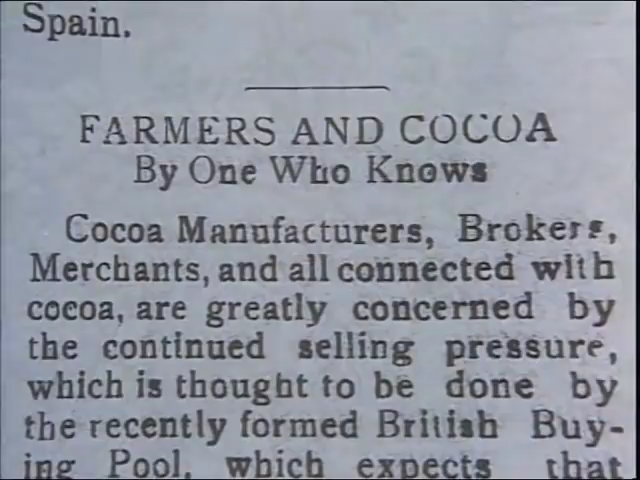 Spain.
FARMERS AND COCOA
By One Who Knows
Cocoa Manufacturers, Brokers,
Merchants, and all connected with
cocoa, are greatly concerned by
the continued selling pressure,
which is thought to be done by
the recently formed British Buy-
ing Pool, which expects that